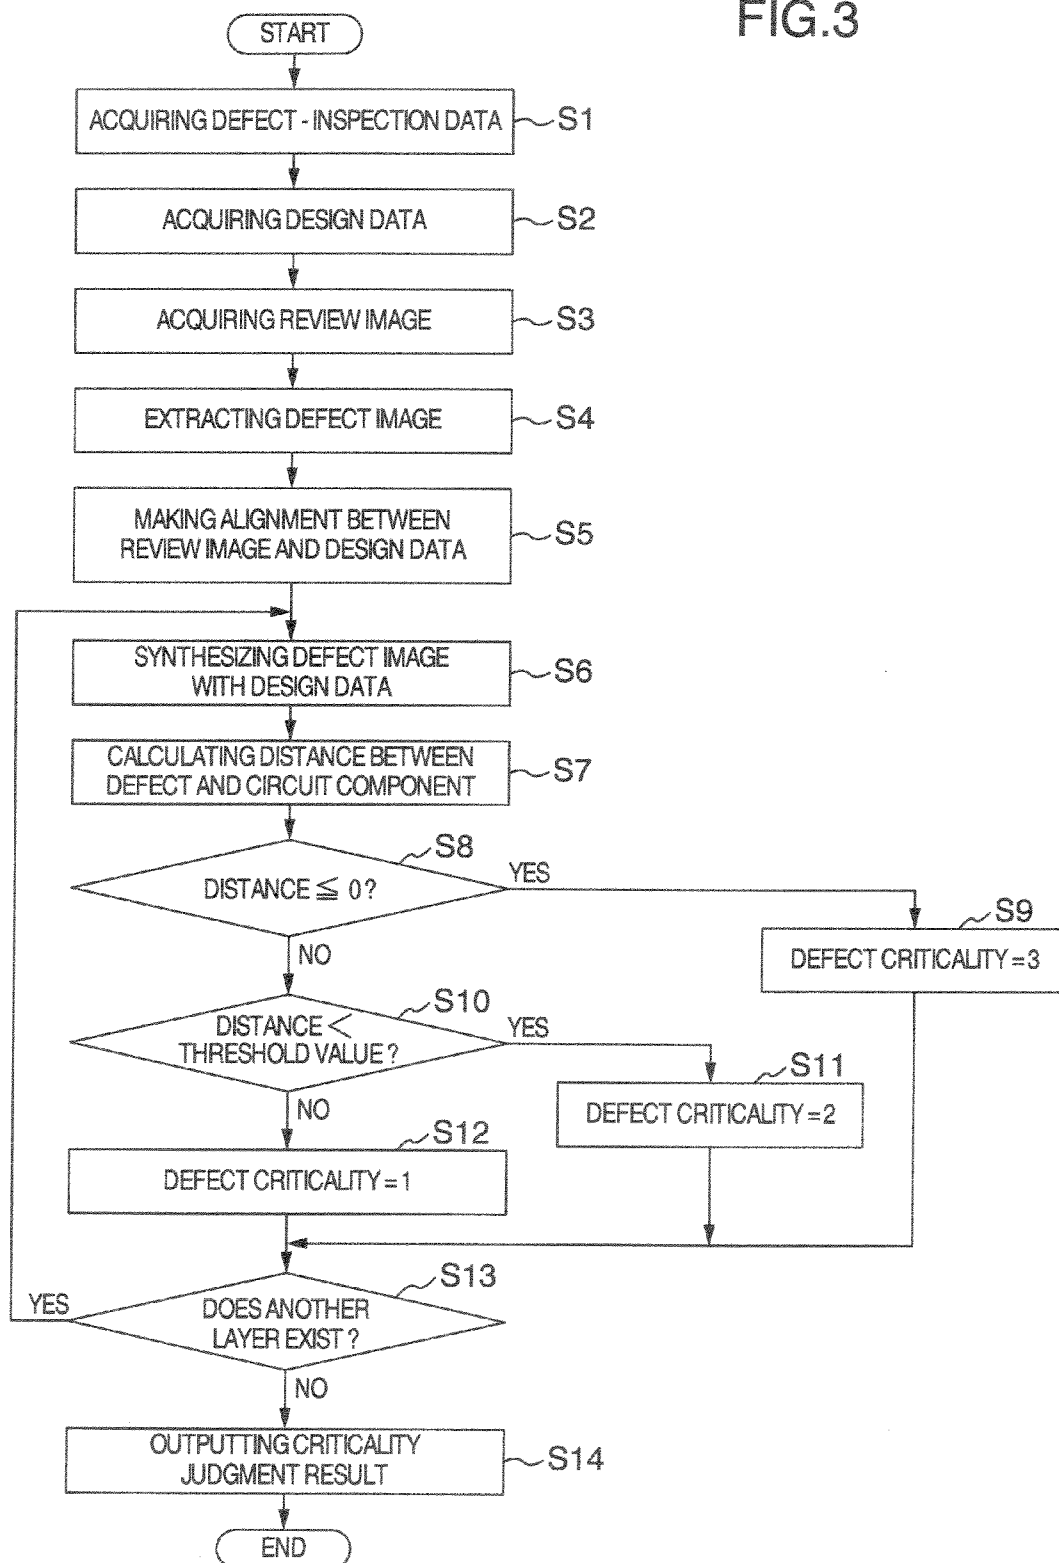 FIG.3
START
ACQUIRING DEFECT - INSPECTION DATA
S1
ACQUIRING DESIGN DATA
S2
ACQUIRING REVIEW IMAGE
S3
EXTRACTING DEFECT IMAGE
S4
MAKING ALIGNMENT BETWEEN
REVIEW IMAGE AND DESIGN DATA
S5
SYNTHESIZING DEFECT IMAGE
WITH DESIGN DATA
S6
CALCULATING DISTANCE BETWEEN
DEFECT AND CIRCUIT COMPONENT
S7
S8
DISTANCE ≦ 0?
YES
NO
S9
DEFECT CRITICALITY = 3
S10
DISTANCE <
THRESHOLD VALUE?
YES
NO
S11
DEFECT CRITICALITY = 2
S12
DEFECT CRITICALITY = 1
S13
DOES ANOTHER
LAYER EXIST?
YES
NO
OUTPUTTING CRITICALITY
JUDGMENT RESULT
S14
END